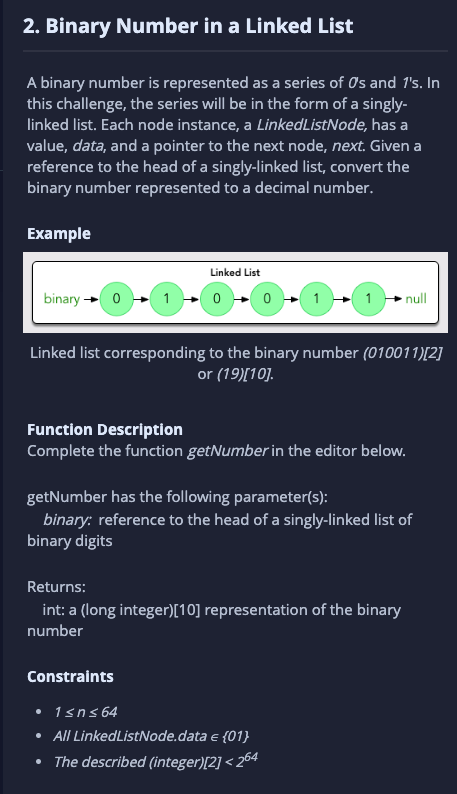 2. Binary Number in a Linked List
A binary number is represented as a series of 0's and 1's. In
this challenge, the series will be in the form of a singly-
linked list. Each node instance, a LinkedListNode, has a
value, data, and a pointer to the next node, next. Given a
reference to the head of a singly-linked list, convert the
binary number represented to a decimal number.
Example
Linked List
binary 0 1 0 0 1 1 null
Linked list corresponding to the binary number (010011)[2]
or (19)[10].
Function Description
Complete the function getNumber in the editor below.
getNumber has the following parameter(s):
binary: reference to the head of a singly-linked list of
binary digits
Returns:
int: a (long integer)[10] representation of the binary
number
Constraints
• 1 ≤ n ≤ 64
• All LinkedListNode.data ∈ {01}
• The described (integer)[2] < 2^64